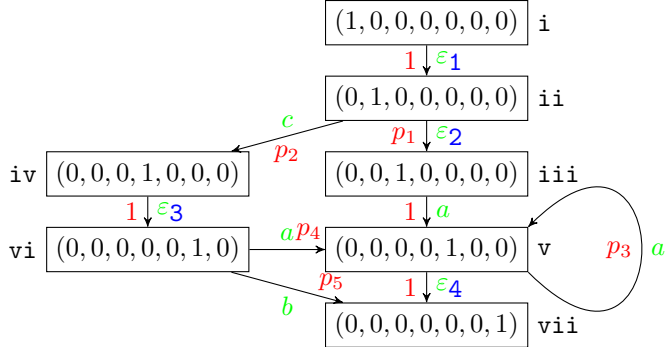 (1, 0, 0, 0, 0, 0, 0) i
1 ε1
(0, 1, 0, 0, 0, 0, 0) ii
c
p₂ p₁ ε2
iv (0, 0, 0, 1, 0, 0, 0) (0, 0, 1, 0, 0, 0, 0) iii
1 ε3 1 a
vi (0, 0, 0, 0, 0, 1, 0) a p₄ (0, 0, 0, 0, 1, 0, 0) v p₃ a
b p₅ 1 ε4
(0, 0, 0, 0, 0, 0, 1) vii